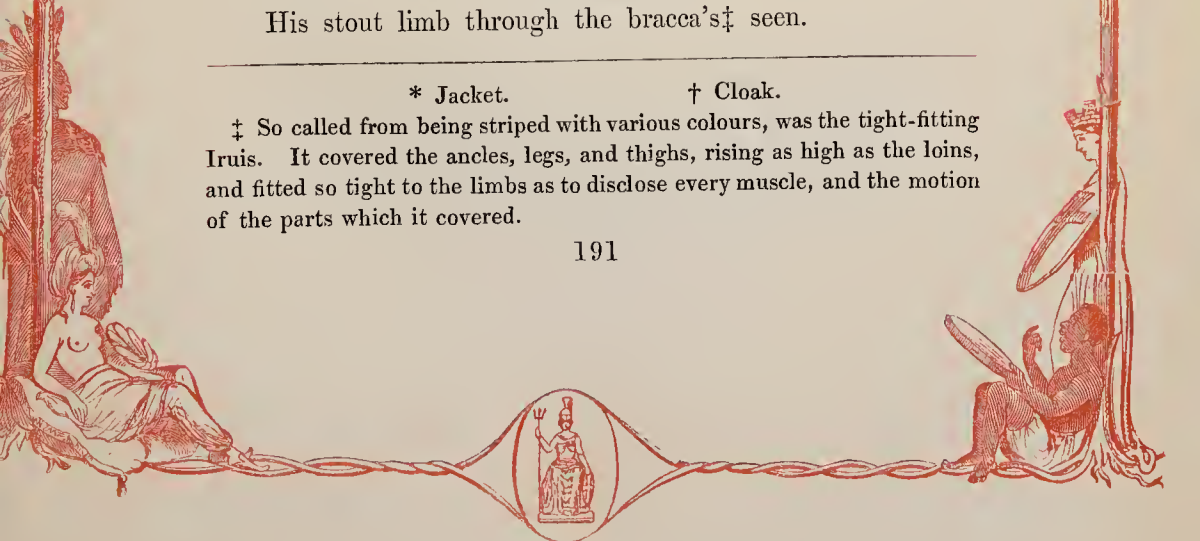 His stout limb through the bracca's‡ seen.
* Jacket. † Cloak.
‡ So called from being striped with various colours, was the tight-fitting
Iruis. It covered the ancles, legs, and thighs, rising as high as the loins,
and fitted so tight to the limbs as to disclose every muscle, and the motion
of the parts which it covered.
191